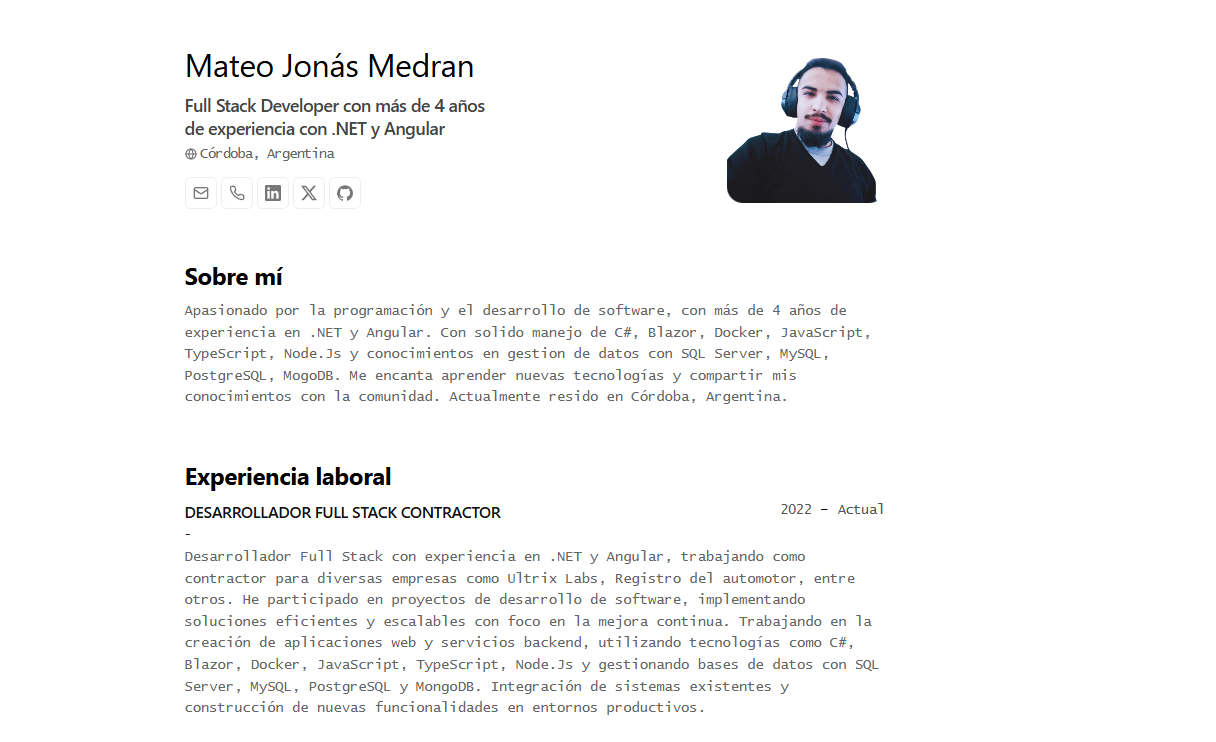 Mateo Jonás Medran
Full Stack Developer con más de 4 años
de experiencia con .NET y Angular
Córdoba, Argentina
in
X
Sobre mí
Apasionado por la programación y el desarrollo de software, con más de 4 años de
experiencia en .NET y Angular. Con solido manejo de C#, Blazor, Docker, JavaScript,
TypeScript, Node.Js y conocimientos en gestion de datos con SQL Server, MySQL,
PostgreSQL, MogoDB. Me encanta aprender nuevas tecnologías y compartir mis
conocimientos con la comunidad. Actualmente resido en Córdoba, Argentina.
Experiencia laboral
DESARROLLADOR FULL STACK CONTRACTOR 2022 - Actual
-
Desarrollador Full Stack con experiencia en .NET y Angular, trabajando como
contractor para diversas empresas como Ultrix Labs, Registro del automotor, entre
otros. He participado en proyectos de desarrollo de software, implementando
soluciones eficientes y escalables con foco en la mejora continua. Trabajando en la
creación de aplicaciones web y servicios backend, utilizando tecnologías como C#,
Blazor, Docker, JavaScript, TypeScript, Node.Js y gestionando bases de datos con SQL
Server, MySQL, PostgreSQL y MongoDB. Integración de sistemas existentes y
construcción de nuevas funcionalidades en entornos productivos.